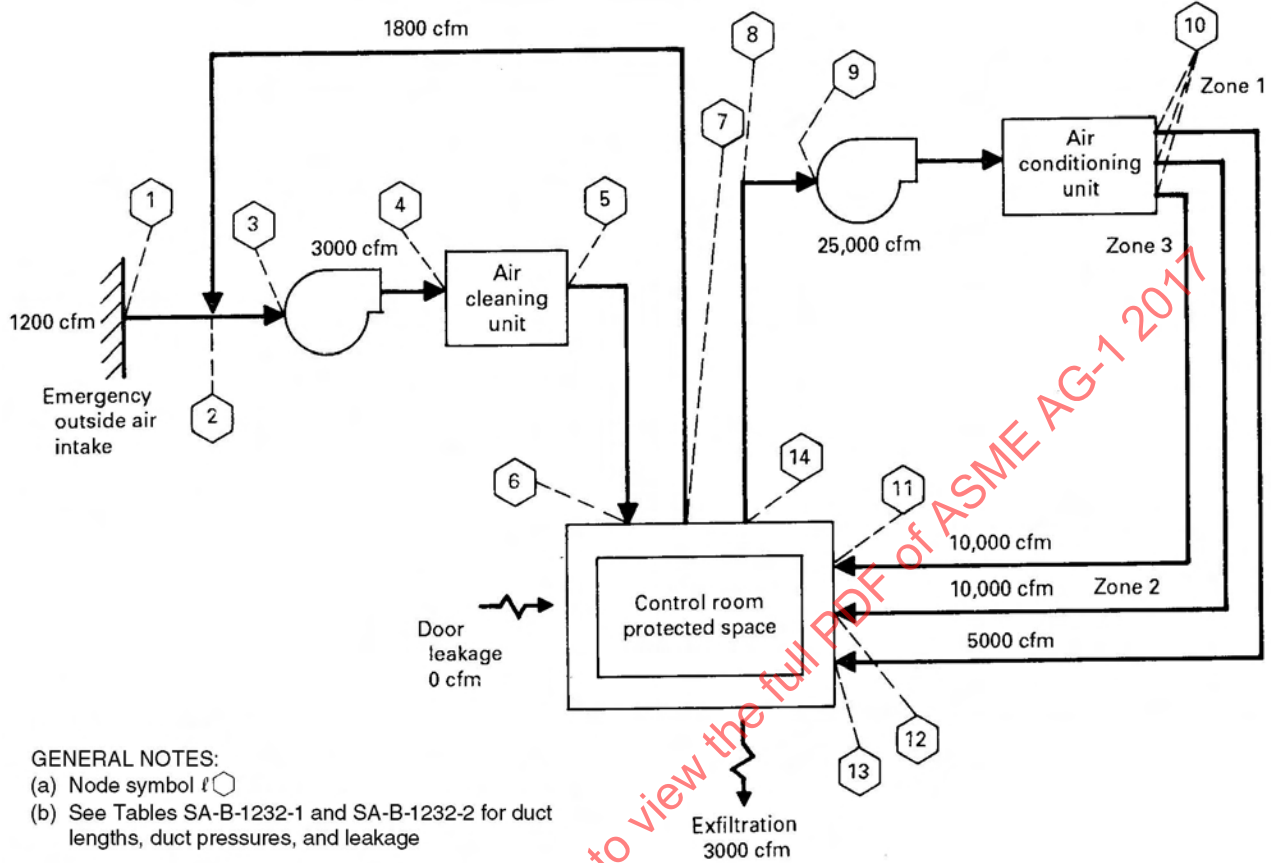 1800 cfm
8
10
7
9
Zone 1
Air
conditioning
unit
1
3
4
5
3000 cfm
25,000 cfm
Zone 3
Air
cleaning
unit
1200 cfm
Emergency
outside air
intake
2
14
6
11
10,000 cfm
10,000 cfm
Zone 2
5000 cfm
Control room
protected space
Door
leakage
0 cfm
12
13
Exfiltration
3000 cfm
GENERAL NOTES:
(a) Node symbol ℓ
(b) See Tables SA-B-1232-1 and SA-B-1232-2 for duct
lengths, duct pressures, and leakage
to view the full PDF of ASME AG-1 2017